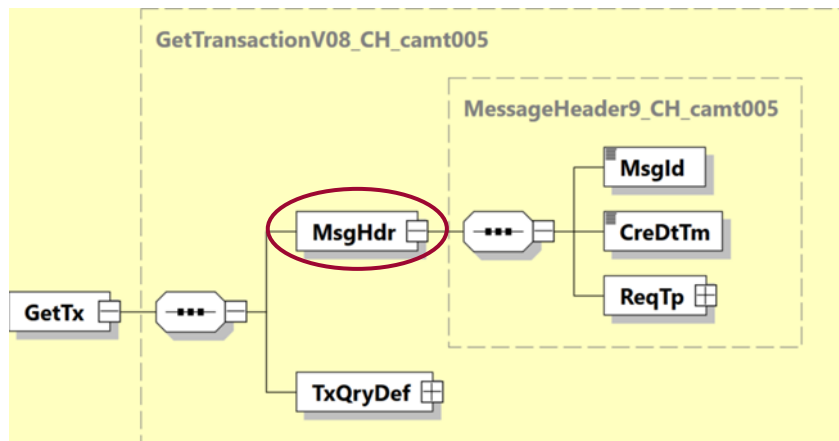 GetTransactionV08_CH_camt005
MessageHeader9_CH_camt005
MsgId
MsgHdr
CreDtTm
ReqTp
GetTx
TxQryDef